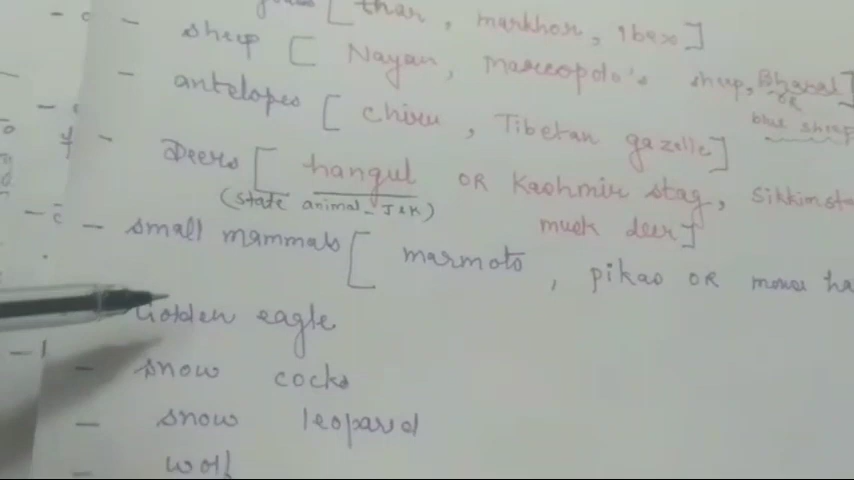 [ thar, markhor, Ibex]
- sheep [ Nayan, Marcopolo's sheep, Bharal]
OR
blue sheep
- antelopes [ chiru, Tibetan gazelle]
- Deers [ hangul OR Kashmir stag, Sikkim
(state animal - J&K) musk deer]
- small mammals [ marmots, pikas OR mouse
Golden eagle
- snow cocks
- snow leopard
- wolf